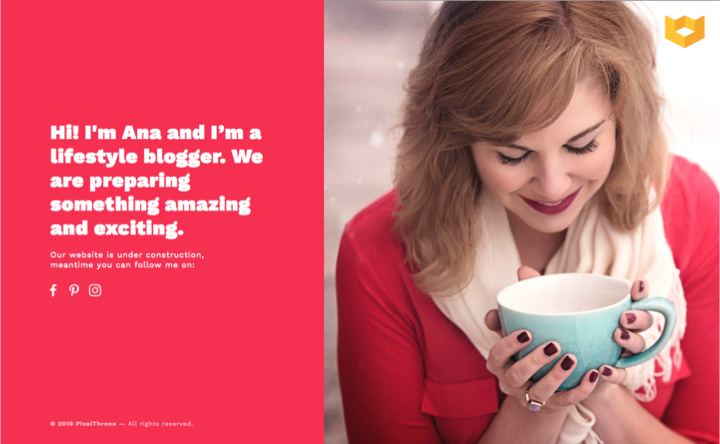 Hi! I'm Ana and I’m a
lifestyle blogger. We
are preparing
something amazing
and exciting.
Our website is under construction,
meantime you can follow me on:
© 2019 PixelThrone — All rights reserved.